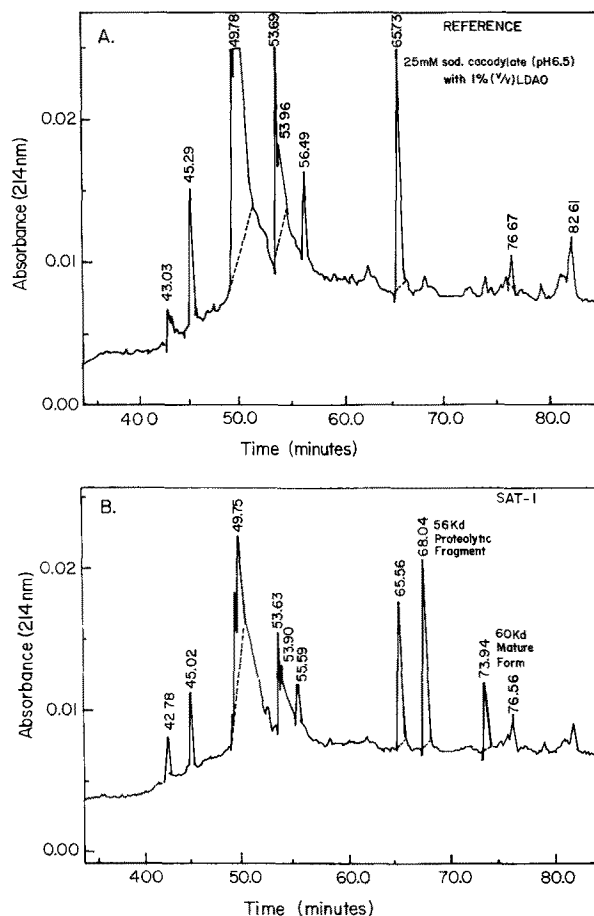 A.
REFERENCE
25mM sod. cacodylate (pH6.5)
with 1% (V/v) LDAO
49.78
53.69
53.96
56.49
65.73
45.29
43.03
76.67
82.61
0.02
0.01
0.00
Absorbance (214nm)
40.0
50.0
60.0
70.0
80.0
Time (minutes)
B.
SAT-1
49.75
53.63
53.90
55.59
65.56
68.04
56Kd
Proteolytic
Fragment
73.94
60Kd
Mature
Form
76.56
45.02
42.78
0.02
0.01
0.00
Absorbance (214nm)
40.0
50.0
60.0
70.0
80.0
Time (minutes)